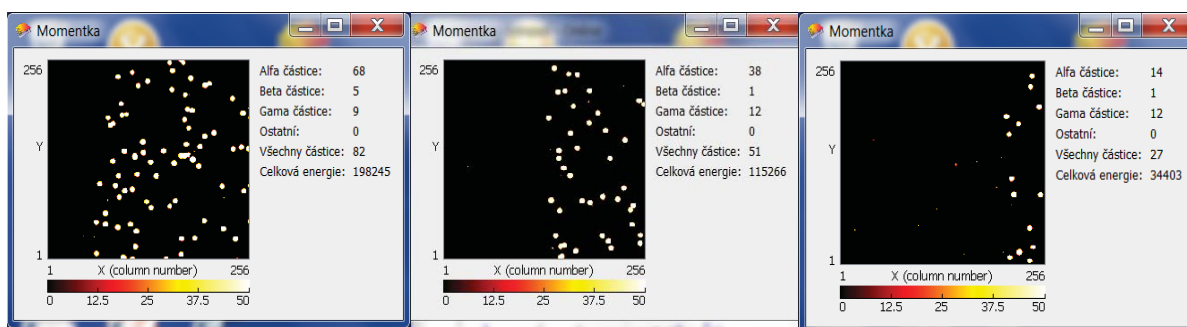 Momentka
256
Y
1
1 X (column number) 256
0 12.5 25 37.5 50
Alfa částice: 68
Beta částice: 5
Gama částice: 9
Ostatní: 0
Všechny částice: 82
Celková energie: 198245
Momentka
256
Y
1
1 X (column number) 256
0 12.5 25 37.5 50
Alfa částice: 38
Beta částice: 1
Gama částice: 12
Ostatní: 0
Všechny částice: 51
Celková energie: 115266
Momentka
256
Y
1
1 X (column number) 256
0 12.5 25 37.5 50
Alfa částice: 14
Beta částice: 1
Gama částice: 12
Ostatní: 0
Všechny částice: 27
Celková energie: 34403